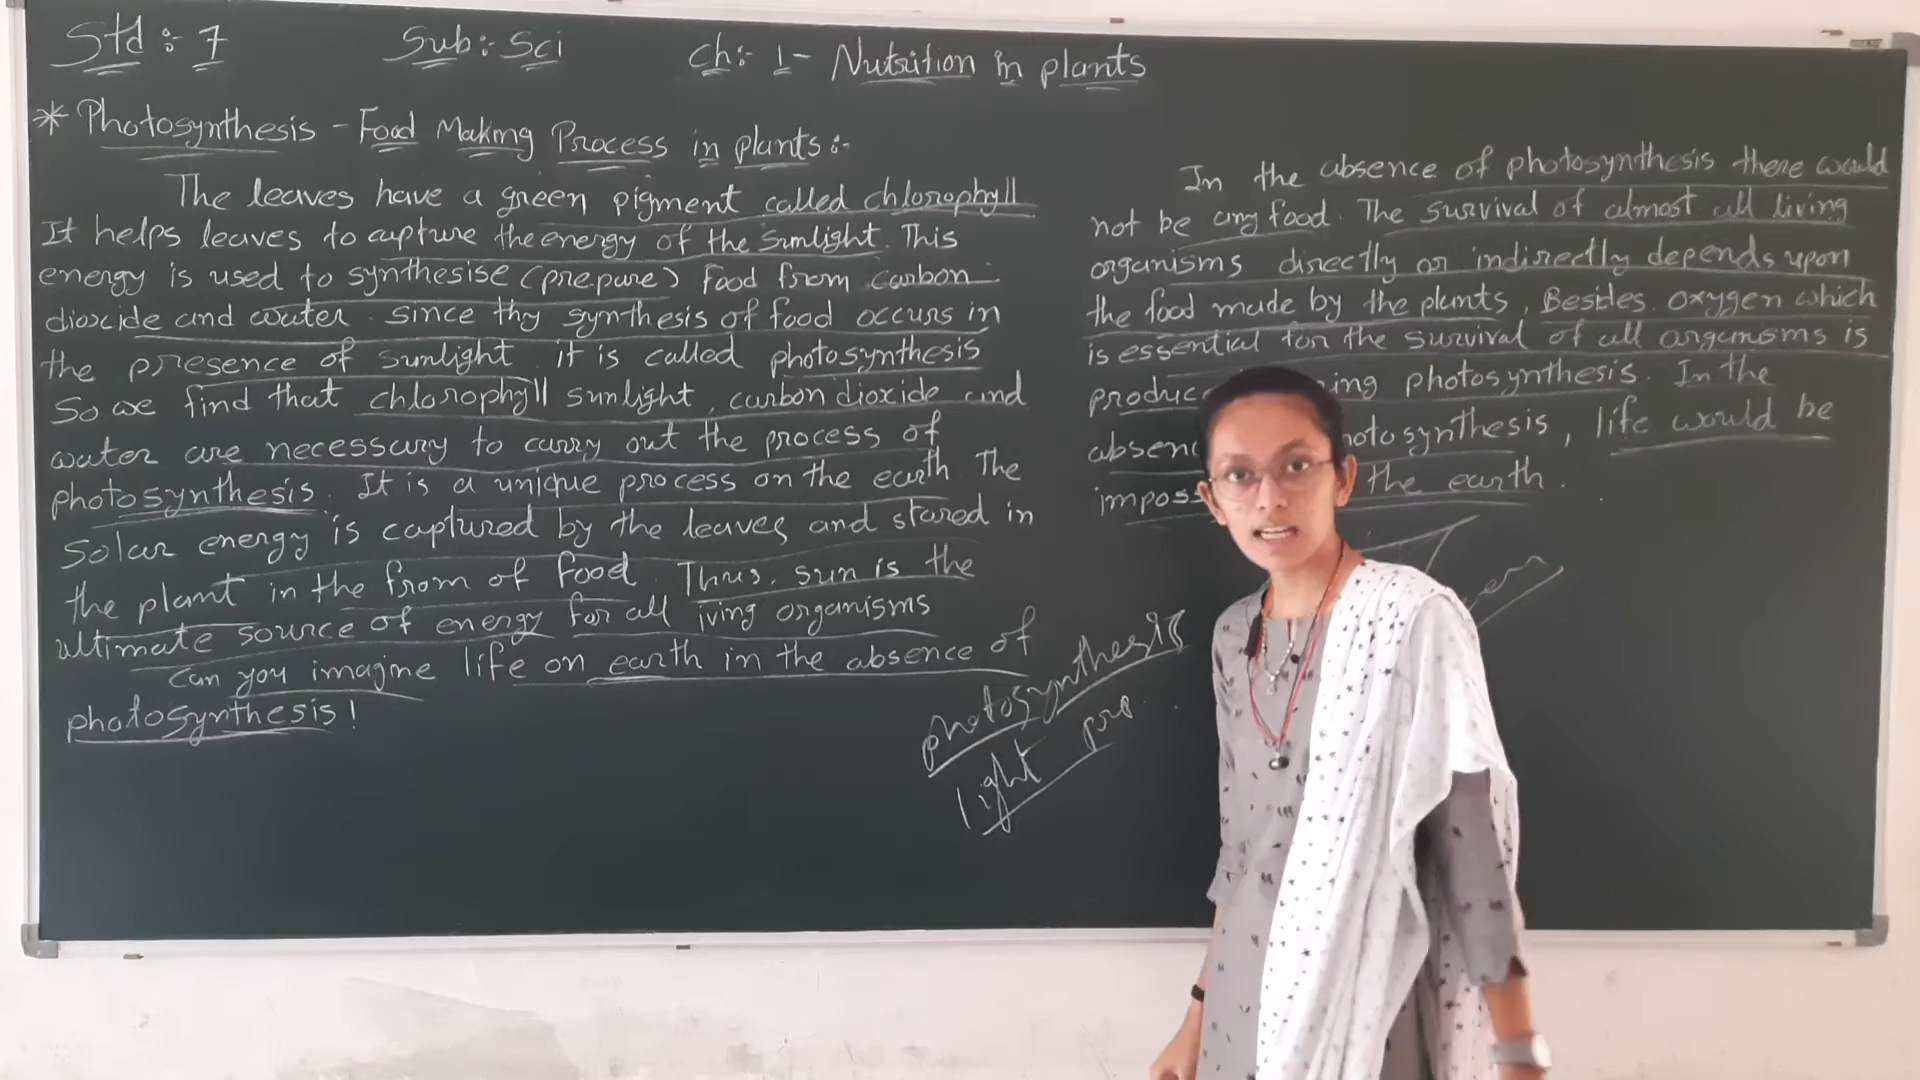 Std :- 7 Sub :- Sci Ch :- 1 - Nutrition in plants
* Photosynthesis - Food Making Process in plants :-
The leaves have a green pigment called chlorophyll
It helps leaves to capture the energy of the sunlight. This
energy is used to synthesise (prepare) food from carbon
dioxide and water. since thy synthesis of food occurs in
the presence of sunlight. it is called photosynthesis
So we find that chlorophyll sunlight, carbon dioxide and
water are necessary to carry out the process of
photosynthesis. It is a unique process on the earth. The
Solar energy is captured by the leaves and stored in
the plant in the from of food. Thus, sun is the
ultimate source of energy for all iving organisms
Can you imagine life on earth in the absence of
photosynthesis!
In the absence of photosynthesis there would
not be any food. The survival of almost all living
organisms directly or indirectly depends upon
the food made by the plants, Besides, oxygen which
is essential for the survival of all organisms is
produc ing photosynthesis. In the
absenc hotosynthesis, life would be
imposs the earth.
photosynthesis
light pro.